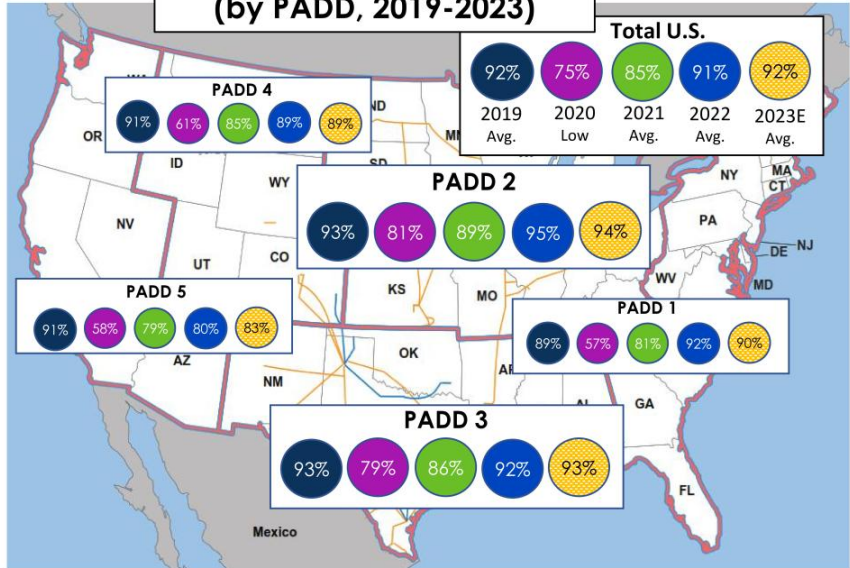 (by PADD, 2019-2023)
Total U.S.
92% 75% 85% 91% 92%
2019 2020 2021 2022 2023E
Avg. Low Avg. Avg. Avg.
PADD 4
91% 61% 85% 89% 89%
ND
OR
ID
SD
WY
NY
MA
CT
PADD 2
93% 81% 89% 95% 94%
NV
PA
NJ
DE
UT
CO
WV
MD
KS
MO
PADD 5
91% 58% 79% 80% 83%
PADD 1
89% 57% 81% 92% 90%
AZ
OK
NM
GA
PADD 3
93% 79% 86% 92% 93%
FL
Mexico